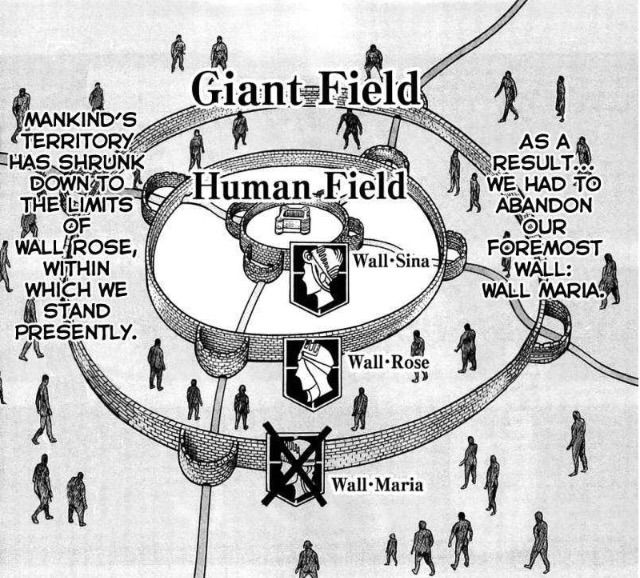 Giant Field
MANKIND'S
TERRITORY
HAS SHRUNK
DOWN TO
THE LIMITS
OF
WALL ROSE,
WITHIN
WHICH WE
STAND
PRESENTLY.
Human Field
AS A
RESULT...
WE HAD TO
ABANDON
OUR
FOREMOST
WALL:
WALL MARIA.
Wall·Sina
Wall·Rose
Wall·Maria